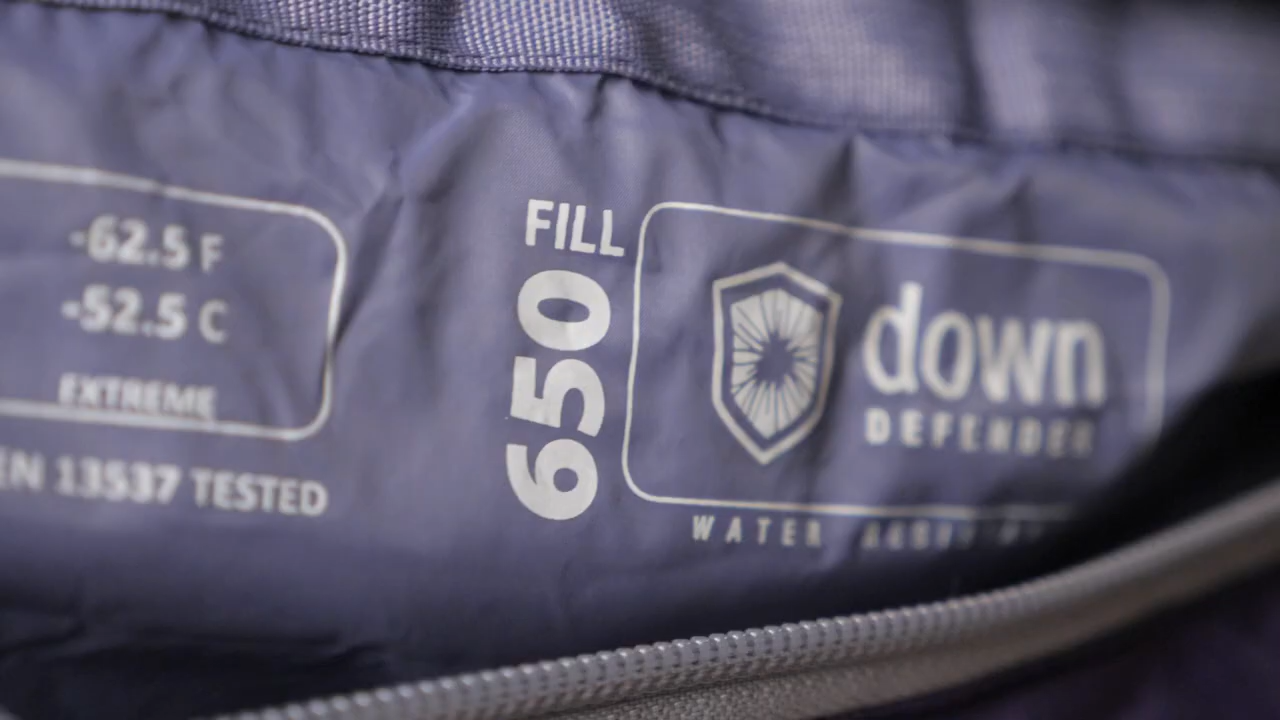 -62.5 F
-52.5 C
EXTREME
EN 13537 TESTED
650 FILL
down
DEFENDER
WATER